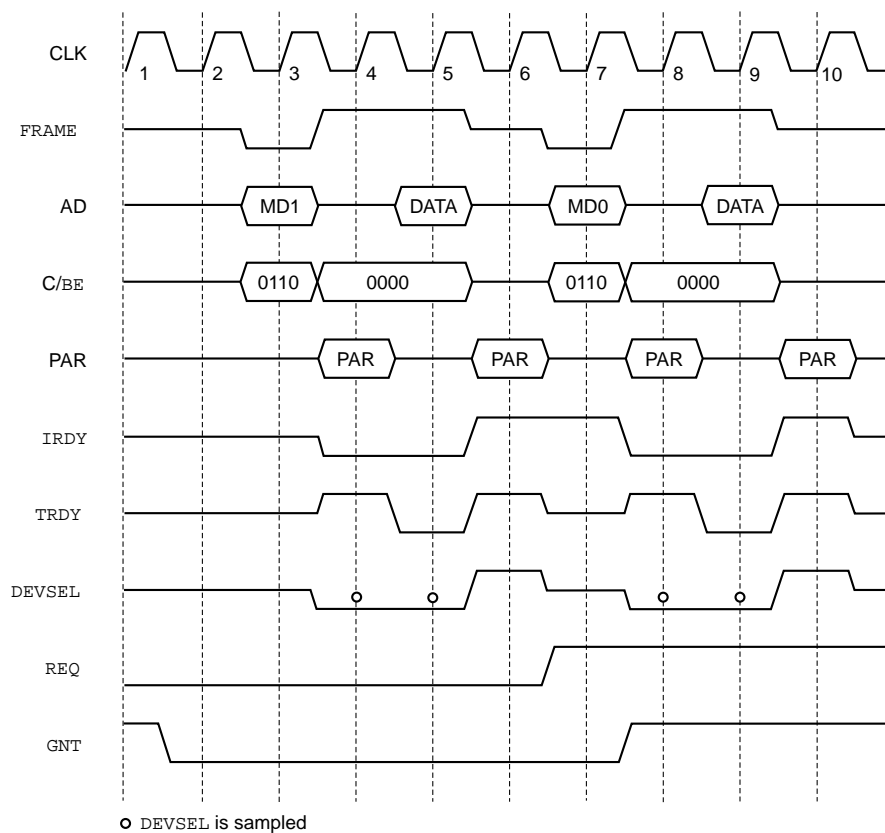 CLK
1 2 3 4 5 6 7 8 9 10
FRAME
AD MD1 DATA MD0 DATA
C/BE 0110 0000 0110 0000
PAR PAR PAR PAR PAR
IRDY
TRDY
DEVSEL
REQ
GNT
DEVSEL is sampled